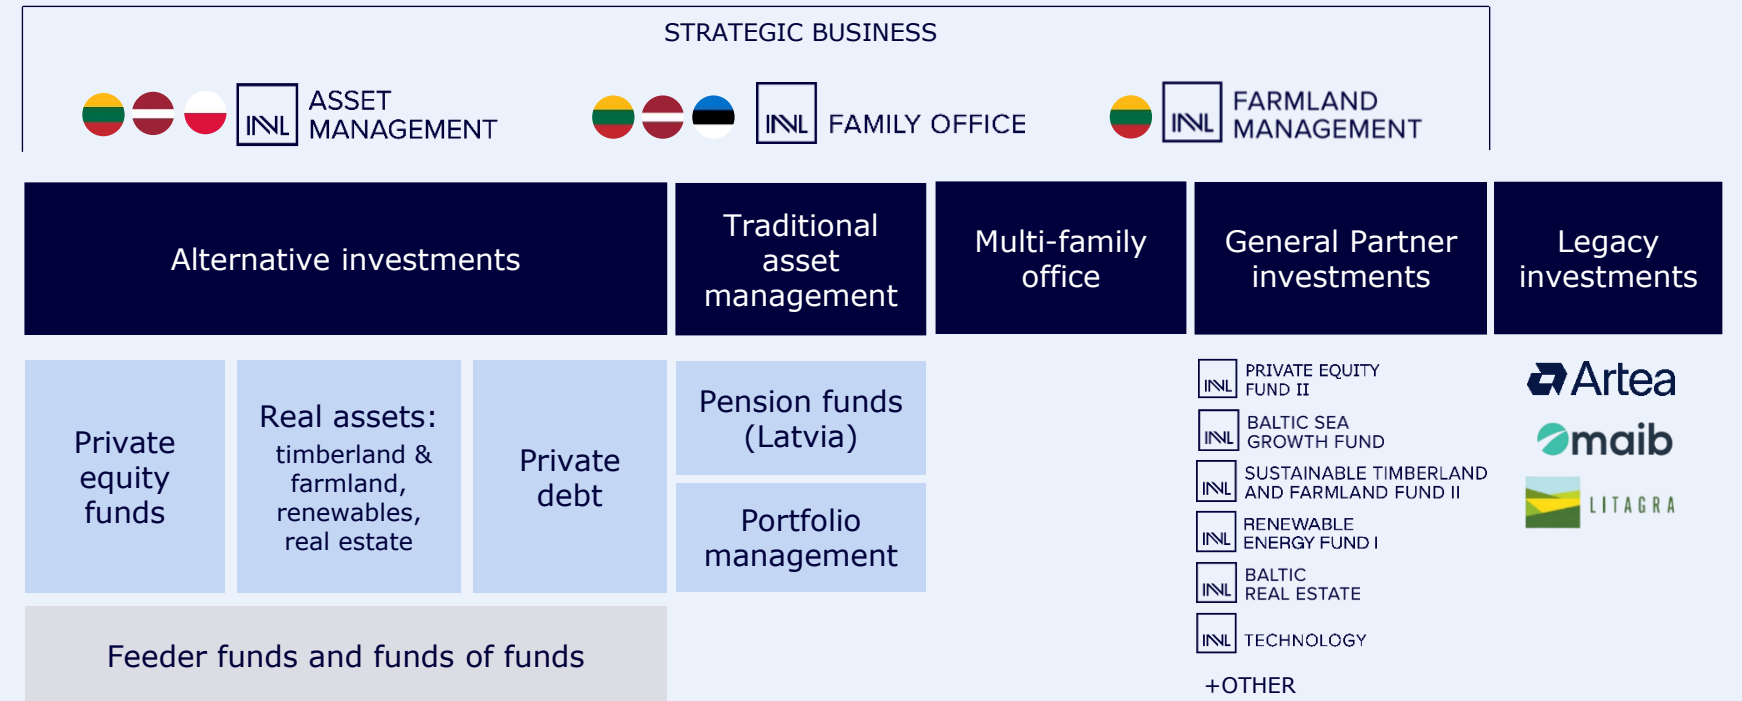 STRATEGIC BUSINESS
INVL
ASSET
MANAGEMENT
INVL
FAMILY OFFICE
INVL
FARMLAND
MANAGEMENT
Alternative investments
Traditional
asset
management
Multi-family
office
General Partner
investments
Legacy
investments
Private
equity
funds
Real assets:
timberland &
farmland,
renewables,
real estate
Private
debt
Feeder funds and funds of funds
Pension funds
(Latvia)
Portfolio
management
INVL
PRIVATE EQUITY
FUND II
INVL
BALTIC SEA
GROWTH FUND
INVL
SUSTAINABLE TIMBERLAND
AND FARMLAND FUND II
INVL
RENEWABLE
ENERGY FUND I
INVL
BALTIC
REAL ESTATE
INVL
TECHNOLOGY
+OTHER
Artea
maib
LITAGRA